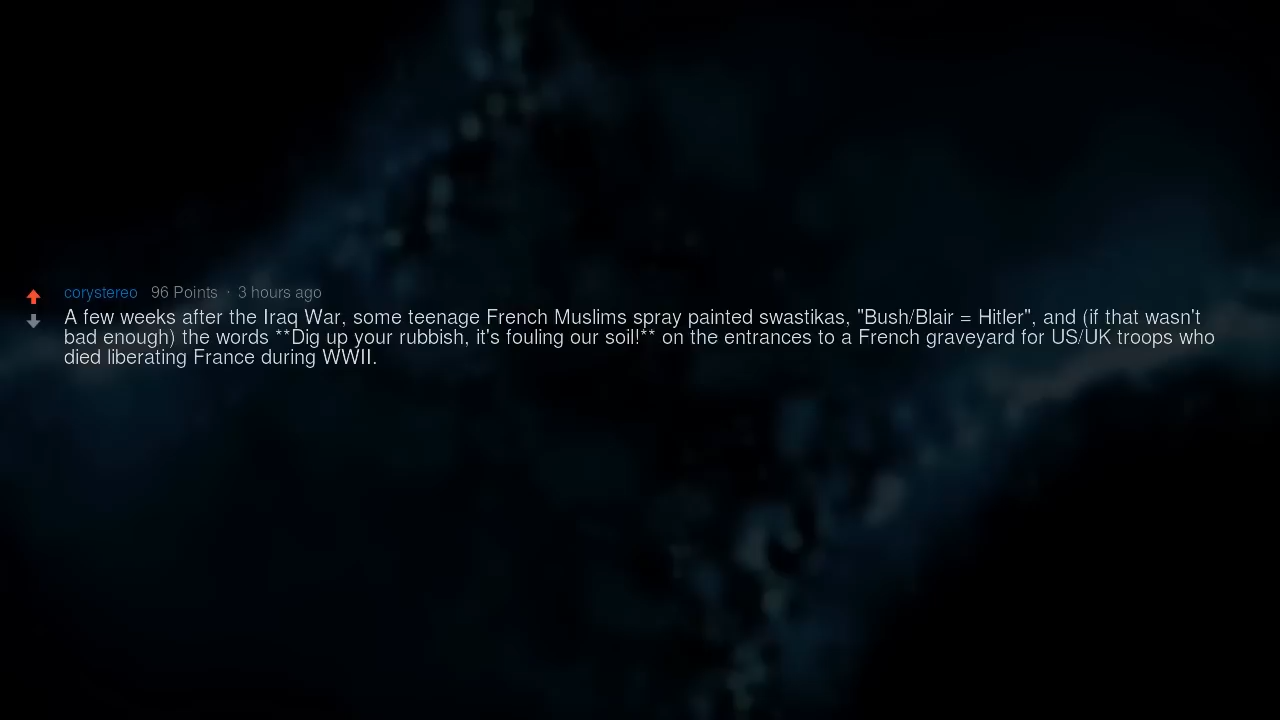 corystereo 96 Points · 3 hours ago
A few weeks after the Iraq War, some teenage French Muslims spray painted swastikas, "Bush/Blair = Hitler", and (if that wasn't
bad enough) the words **Dig up your rubbish, it's fouling our soil!** on the entrances to a French graveyard for US/UK troops who
died liberating France during WWII.